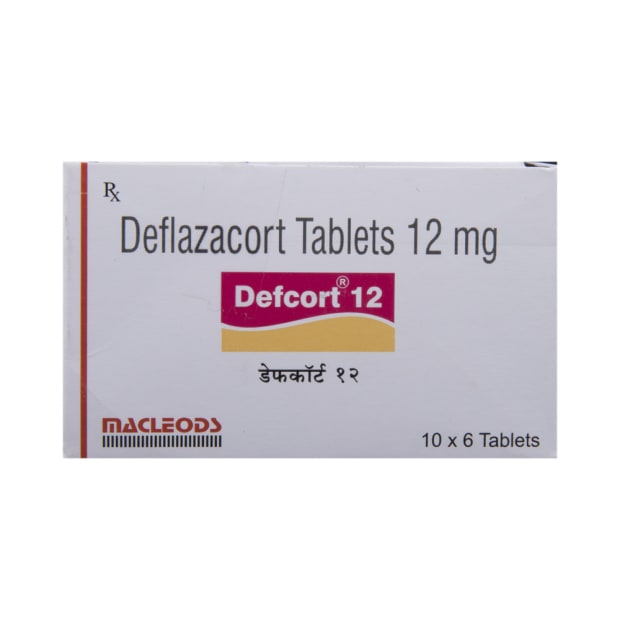 Rx
Deflazacort Tablets 12 mg
Defcort® 12
डेफकॉर्ट १२
MACLEODS
10 x 6 Tablets